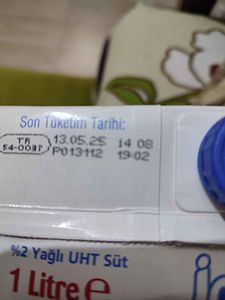 Son Tüketim Tarihi:
TR 13.05.25 14 08
54-0037 P013112 19:02
%2 Yağlı UHT Süt
1 Litre e